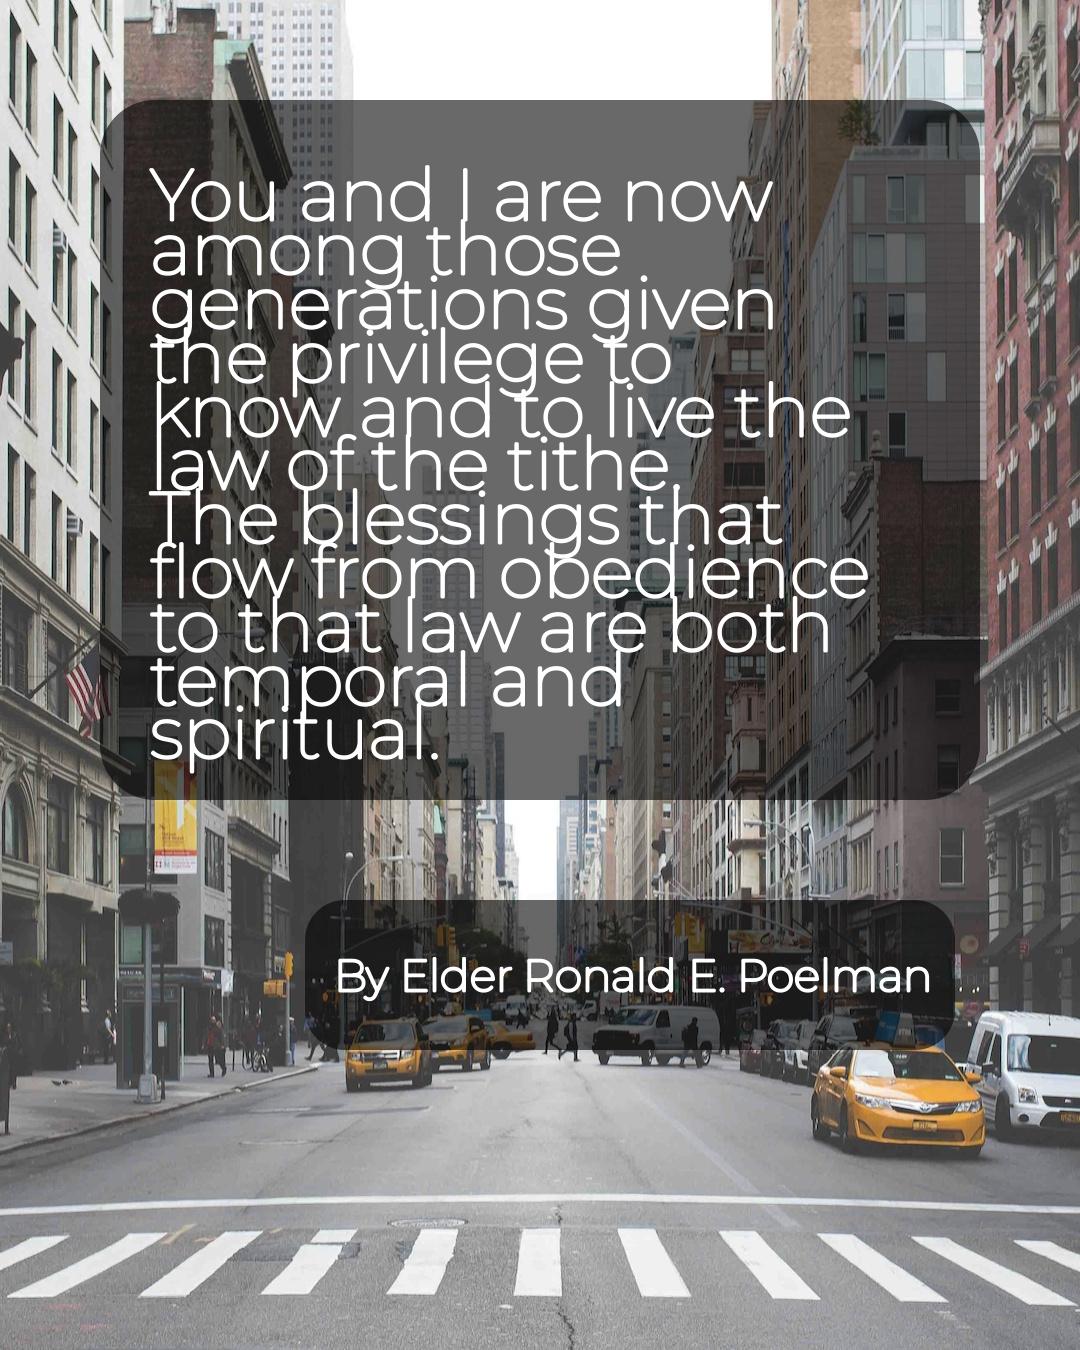 You and I are now
among those
generations given
the privilege to
know and to live the
law of the tithe.
The blessings that
flow from obedience
to that law are both
temporal and
spiritual.
By Elder Ronald E. Poelman